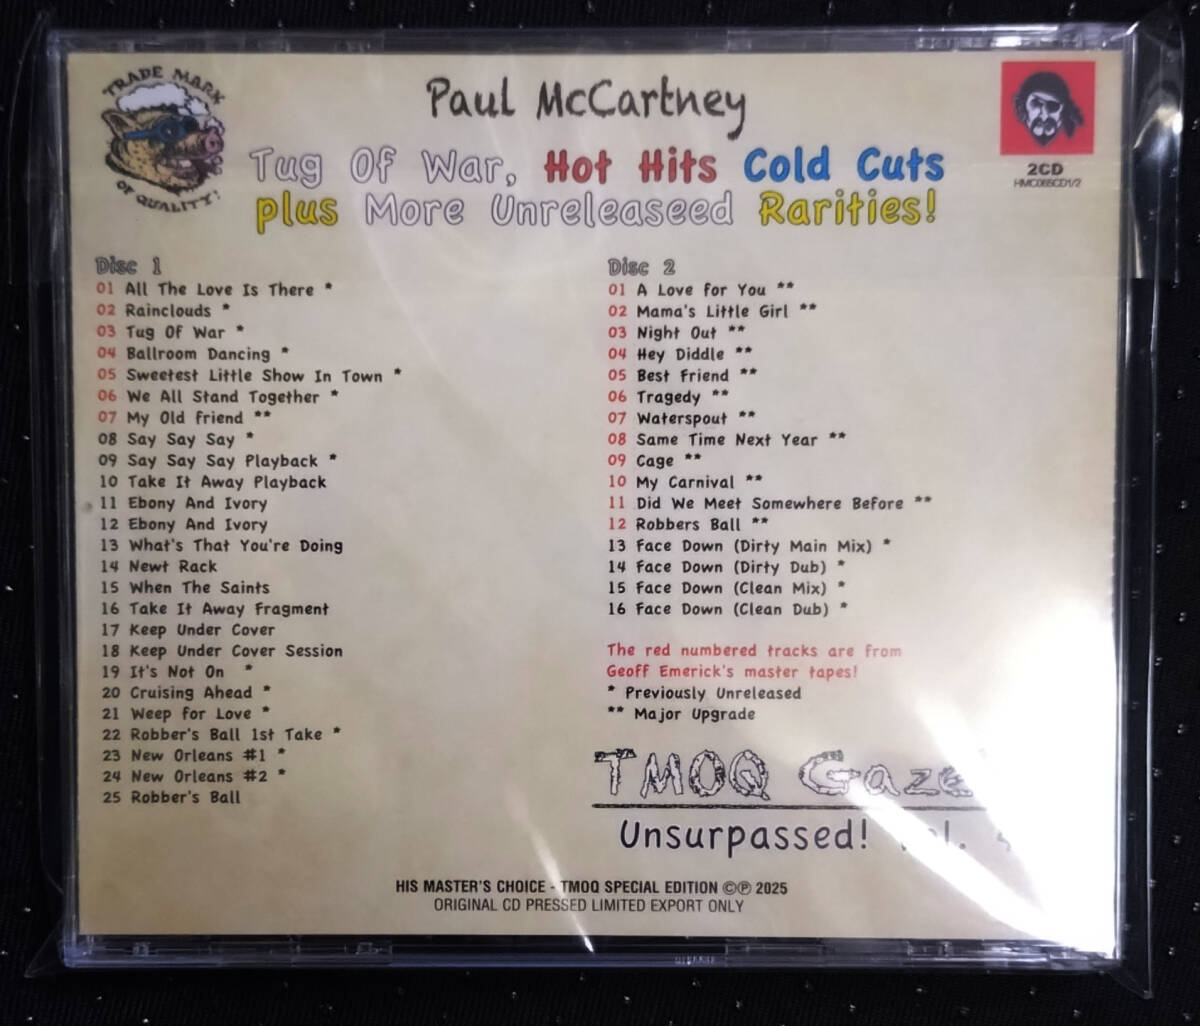 TRADE MARK
OF QUALITY!
Paul McCartney
Tug Of War, Hot Hits Cold Cuts
plus More Unreleaseed Rarities!
2CD
HMC065CD1/2
Disc 1
01 All The Love Is There *
02 Rainclouds *
03 Tug Of War *
04 Ballroom Dancing *
05 Sweetest Little Show In Town *
06 We All Stand Together *
07 My Old Friend **
08 Say Say Say *
09 Say Say Say Playback *
10 Take It Away Playback
11 Ebony And Ivory
12 Ebony And Ivory
13 What's That You're Doing
14 Newt Rack
15 When The Saints
16 Take It Away Fragment
17 Keep Under Cover
18 Keep Under Cover Session
19 It's Not On *
20 Cruising Ahead *
21 Weep for Love *
22 Robber's Ball 1st Take *
23 New Orleans #1 *
24 New Orleans #2 *
25 Robber's Ball
Disc 2
01 A Love for You **
02 Mama's Little Girl **
03 Night Out **
04 Hey Diddle **
05 Best Friend **
06 Tragedy **
07 Waterspout **
08 Same Time Next Year **
09 Cage **
10 My Carnival **
11 Did We Meet Somewhere Before **
12 Robbers Ball **
13 Face Down (Dirty Main Mix) *
14 Face Down (Dirty Dub) *
15 Face Down (Clean Mix) *
16 Face Down (Clean Dub) *
The red numbered tracks are from
Geoff Emerick's master tapes!
* Previously Unreleased
** Major Upgrade
TMOQ
Unsurpassed!
HIS MASTER'S CHOICE - TMOQ SPECIAL EDITION ©℗ 2025
ORIGINAL CD PRESSED LIMITED EXPORT ONLY